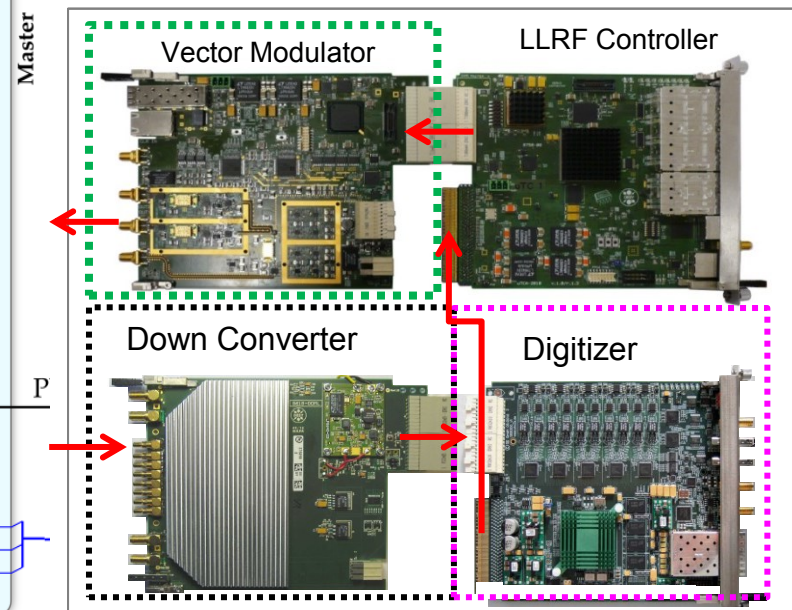 Master
Vector Modulator
LLRF Controller
Down Converter
Digitizer
P